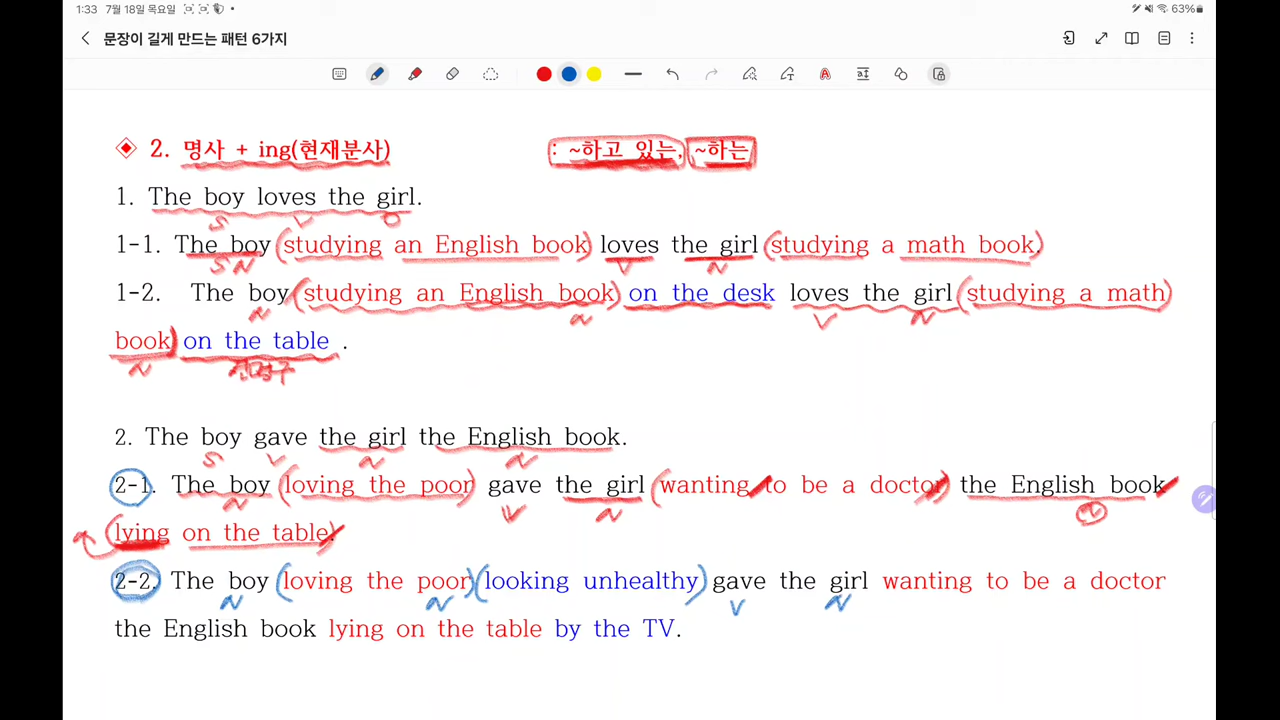 1:33 7월 18일 목요일 63%
문장이 길게 만드는 패턴 6가지
2. 명사 + ing(현재분사) : ~하고 있는, ~하는
1. The boy loves the girl.
S V O
1-1. The boy (studying an English book) loves the girl (studying a math book)
S N V N
1-2. The boy (studying an English book) on the desk loves the girl (studying a math
N n V N
book) on the table .
N 전명구
2. The boy gave the girl the English book.
S V N N
2-1. The boy (loving the poor) gave the girl (wanting to be a doctor) the English book
N V N
(lying on the table)
2-2. The boy (loving the poor)(looking unhealthy) gave the girl wanting to be a doctor
N N V N
the English book lying on the table by the TV.